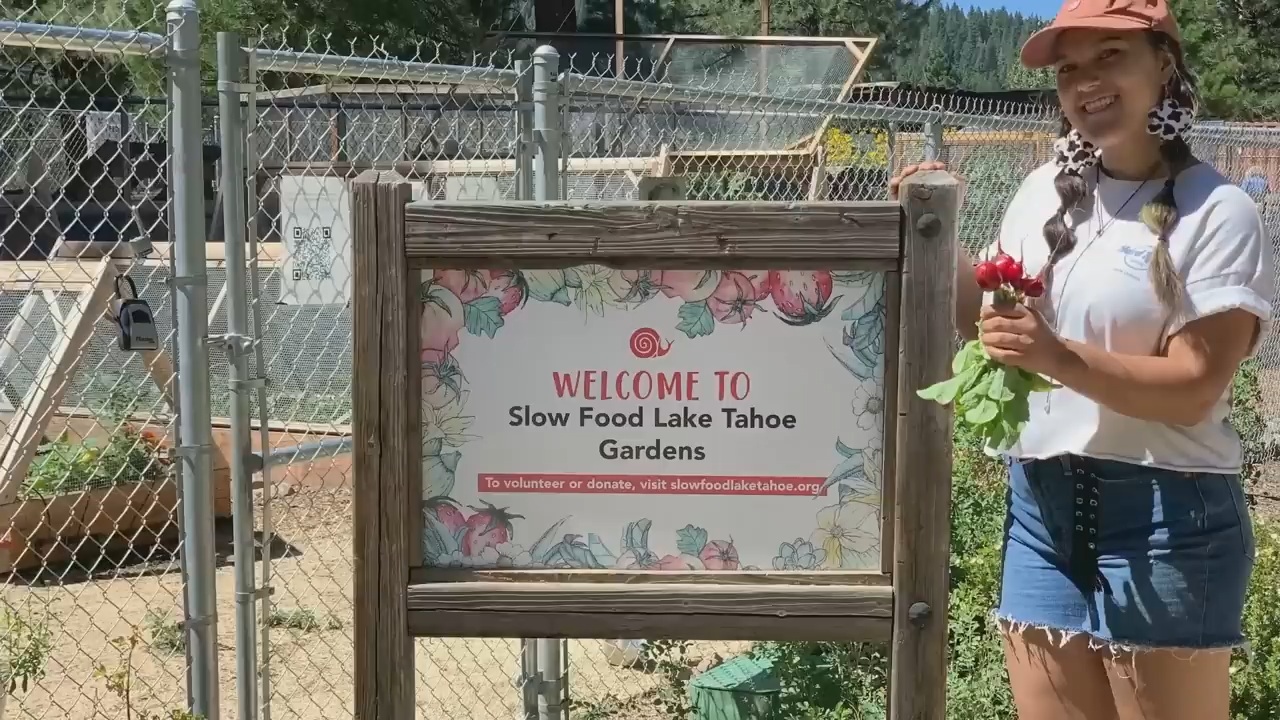 WELCOME TO
Slow Food Lake Tahoe
Gardens
To volunteer or donate, visit slowfoodlaketahoe.org.